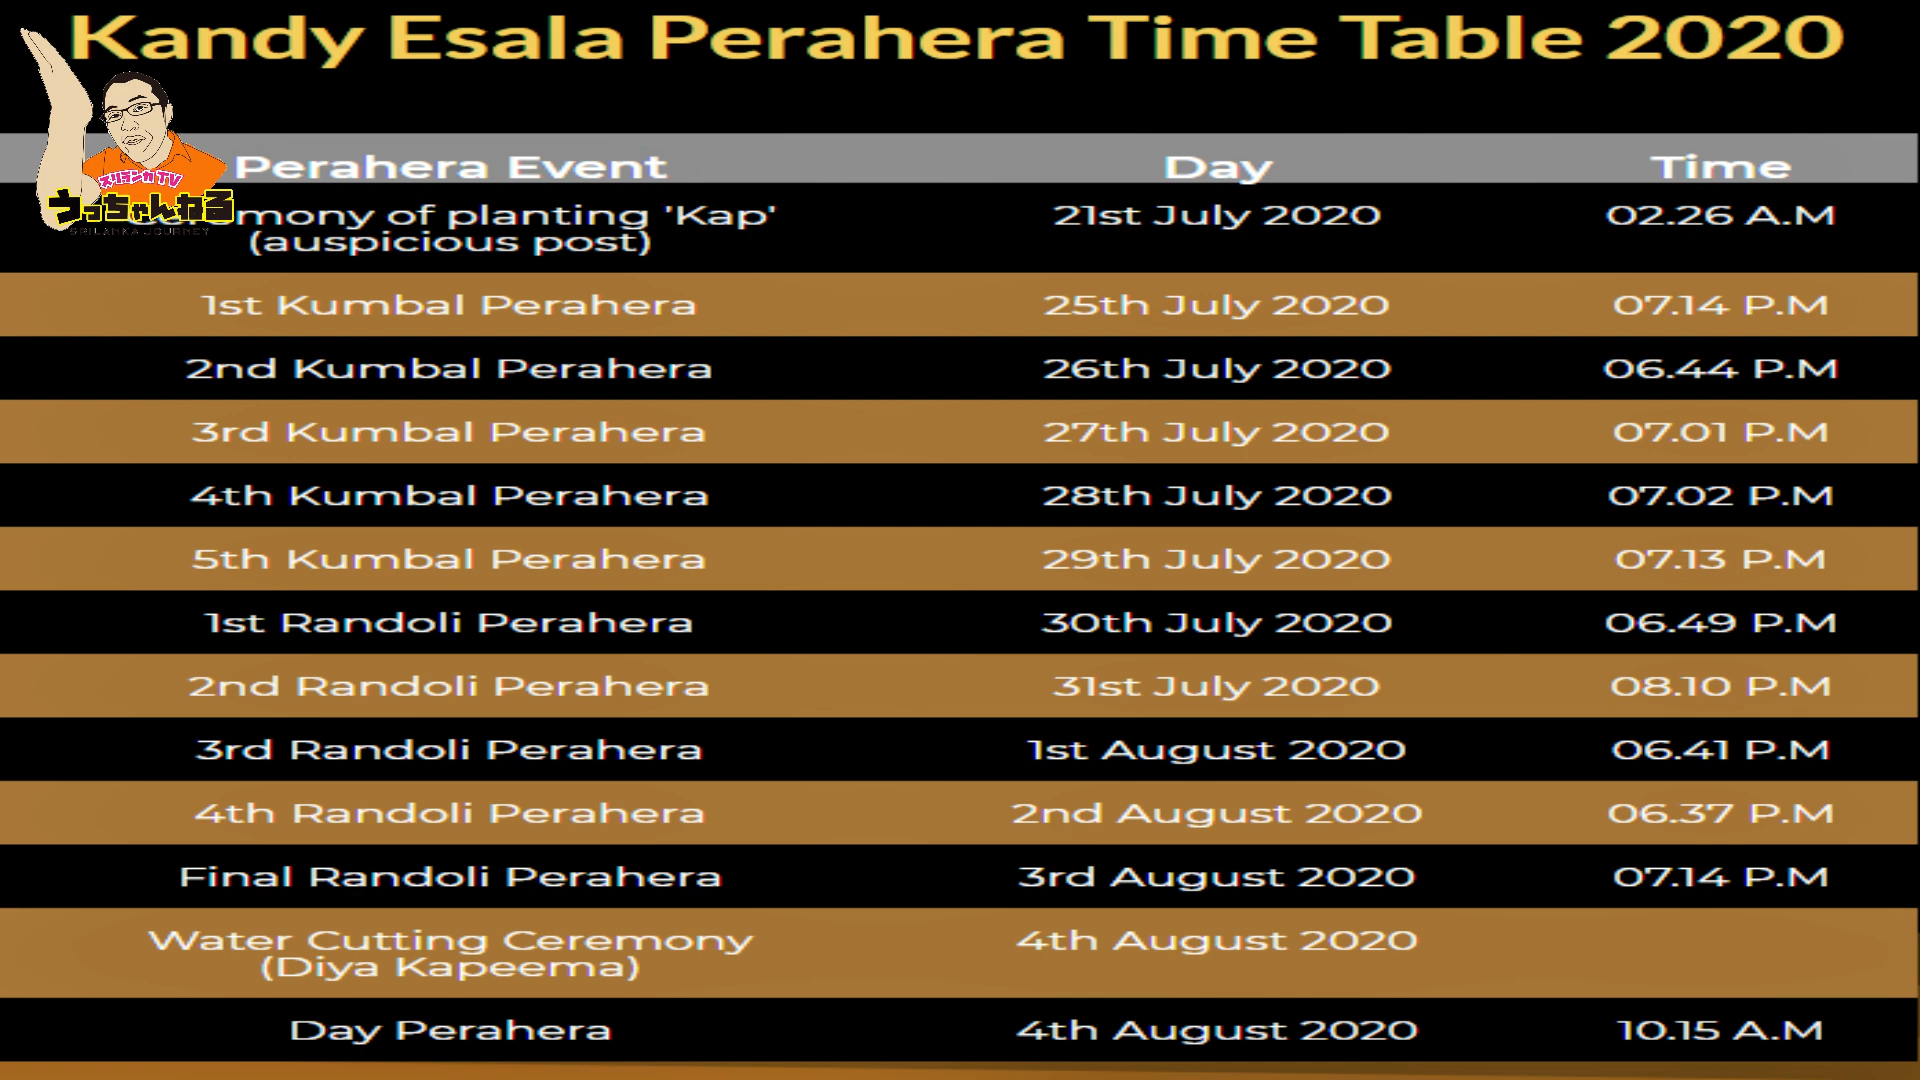 Kandy Esala Perahera Time Table 2020
Perahera Event Day Time
スリランカTV
うっちゃんねる
SRILANKA JOURNEY
mony of planting 'Kap' 21st July 2020 02.26 A.M
(auspicious post)
1st Kumbal Perahera 25th July 2020 07.14 P.M
2nd Kumbal Perahera 26th July 2020 06.44 P.M
3rd Kumbal Perahera 27th July 2020 07.01 P.M
4th Kumbal Perahera 28th July 2020 07.02 P.M
5th Kumbal Perahera 29th July 2020 07.13 P.M
1st Randoli Perahera 30th July 2020 06.49 P.M
2nd Randoli Perahera 31st July 2020 08.10 P.M
3rd Randoli Perahera 1st August 2020 06.41 P.M
4th Randoli Perahera 2nd August 2020 06.37 P.M
Final Randoli Perahera 3rd August 2020 07.14 P.M
Water Cutting Ceremony 4th August 2020
(Diya Kapeema)
Day Perahera 4th August 2020 10.15 A.M